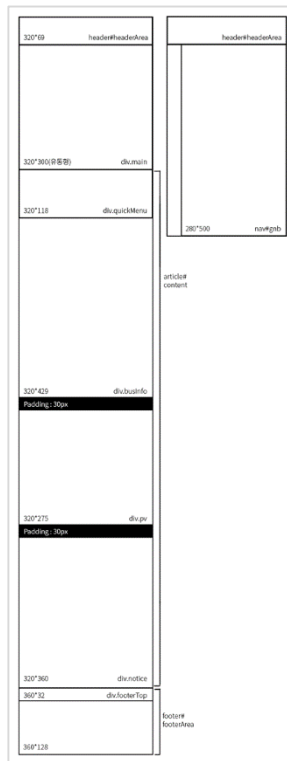 320*69 header#headerArea
320*300(유동형) div.main
320*118 div.quickMenu
320*429 div.busInfo
Padding : 30px
320*275 div.pv
Padding : 30px
320*360 div.notice
360*32 div.footerTop
360*128
header#headerArea
280*500 nav#gnb
article#
content
footer#
footerArea